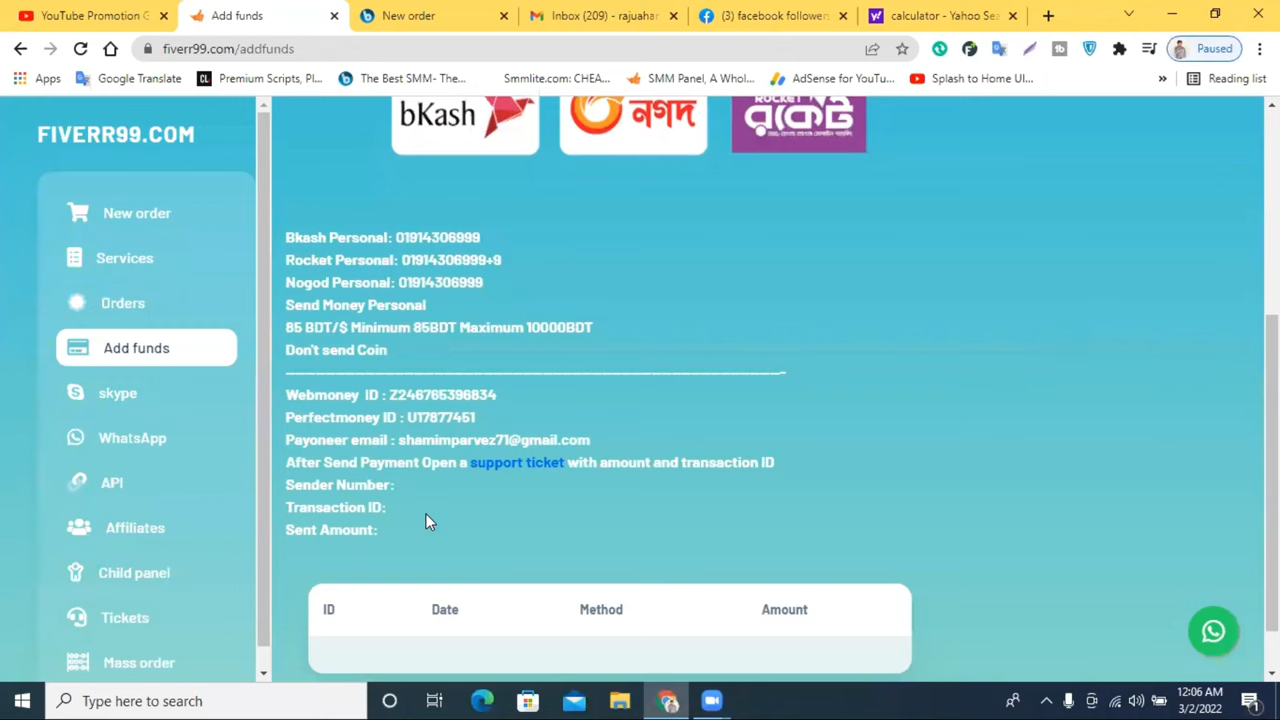 YouTube Promotion G
Add funds
New order
Inbox (209) - rajuahar
(3) facebook followers
calculator - Yahoo Sea
fiverr99.com/addfunds
Paused
Apps
Google Translate
Premium Scripts, Pl...
The Best SMM- The...
Smmlite.com: CHEA...
SMM Panel, A Whol...
AdSense for YouTu...
Splash to Home UI...
»
Reading list
FIVERR99.COM
New order
Services
Orders
Add funds
skype
WhatsApp
API
Affiliates
Child panel
Tickets
Mass order
bKash
নগদ
ROCKET
রকেট
Bkash Personal: 01914306999
Rocket Personal: 01914306999+9
Nogod Personal: 01914306999
Send Money Personal
85 BDT/$ Minimum 85BDT Maximum 10000BDT
Don't send Coin
Webmoney ID : Z246765396834
Perfectmoney ID : U17877451
Payoneer email : shamimparvez71@gmail.com
After Send Payment Open a support ticket with amount and transaction ID
Sender Number:
Transaction ID:
Sent Amount:
ID Date Method Amount
Type here to search
12:06 AM
3/2/2022